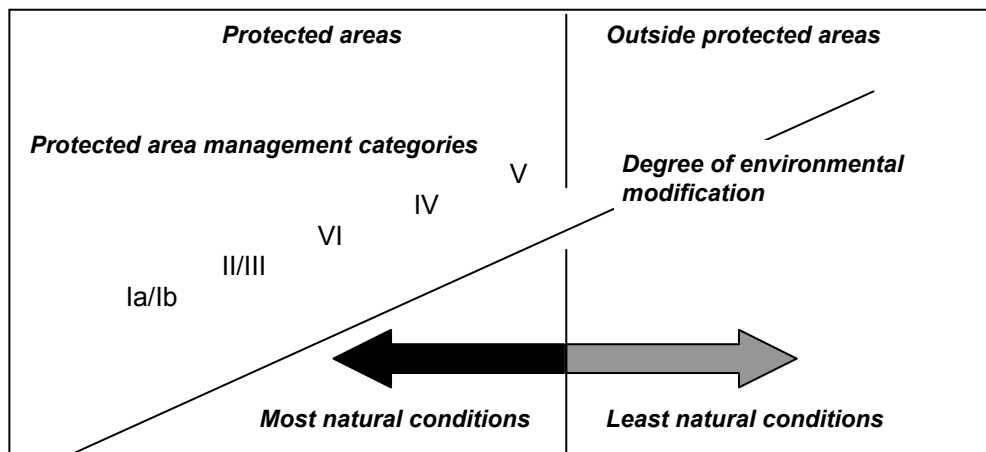 Protected areas
Outside protected areas
Protected area management categories
Degree of environmental
modification
V
IV
VI
II/III
Ia/Ib
Most natural conditions
Least natural conditions